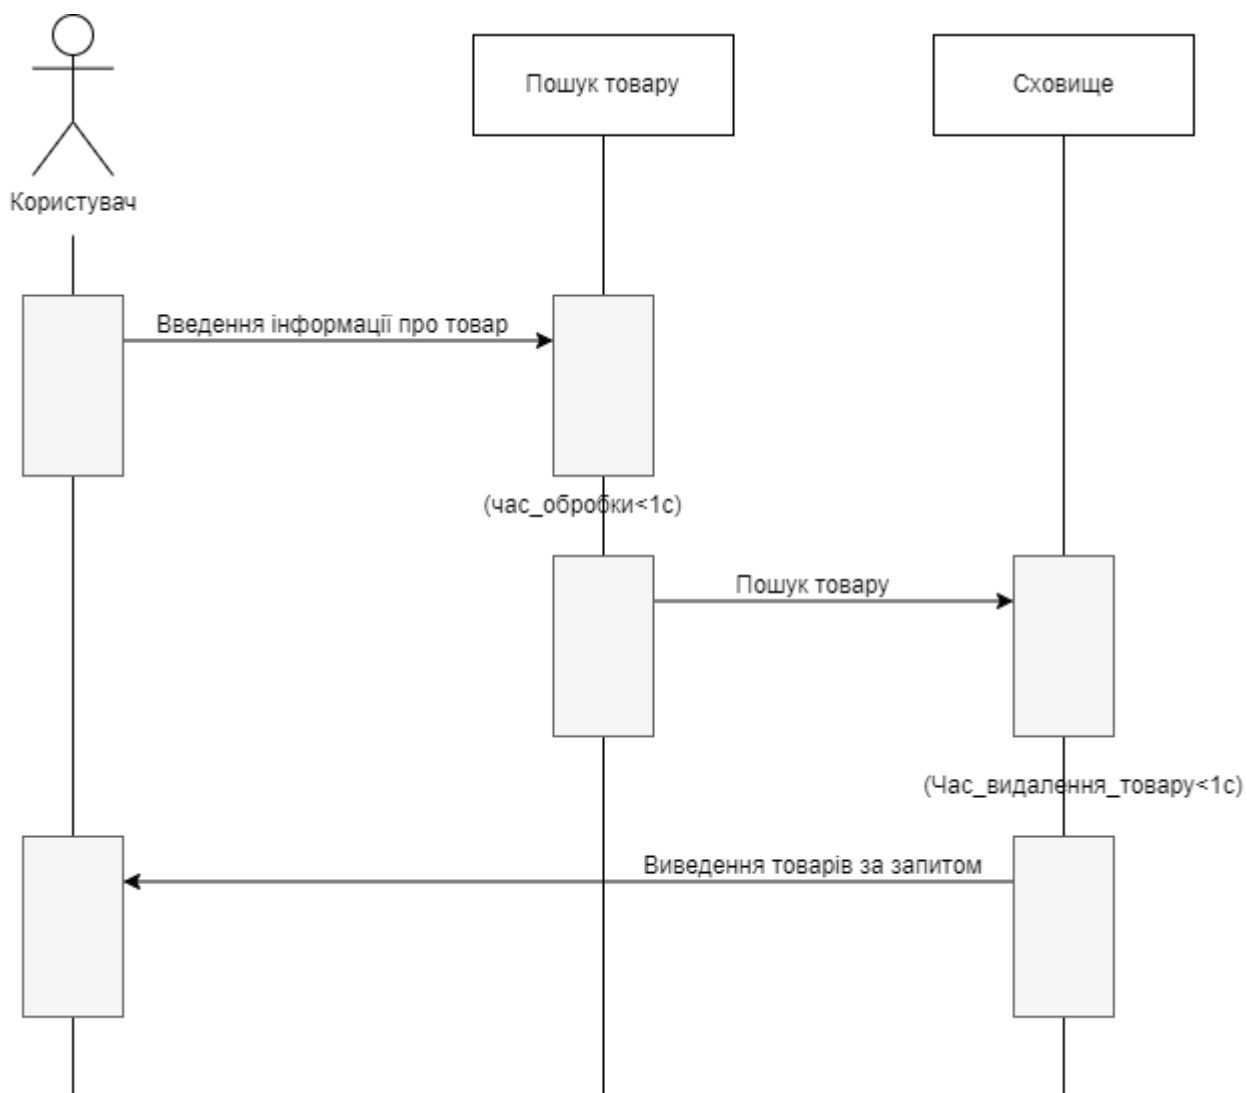 Пошук товару
Сховище
Користувач
Введення інформації про товар
(час_обробки<1с)
Пошук товару
(Час_видалення_товару<1с)
Виведення товарів за запитом